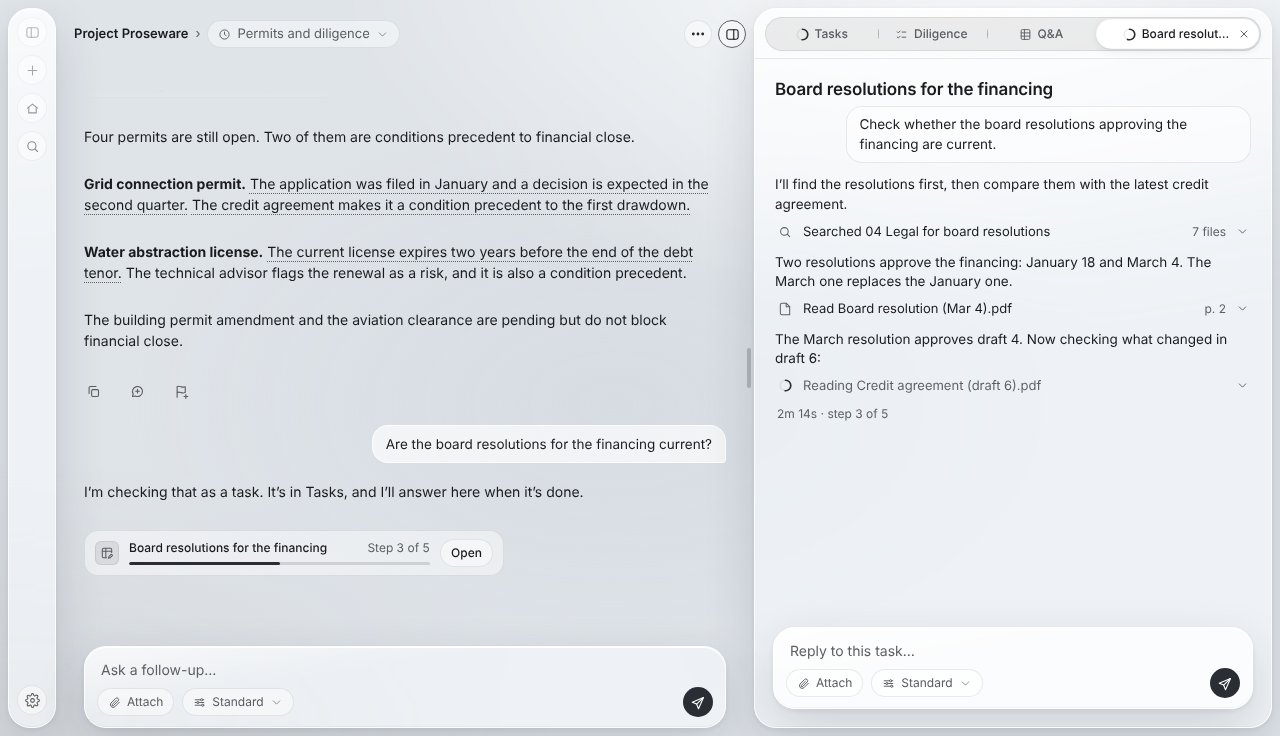 Project Proseware
Permits and diligence
Four permits are still open. Two of them are conditions precedent to financial close.
Grid connection permit. The application was filed in January and a decision is expected in the
second quarter. The credit agreement makes it a condition precedent to the first drawdown.
Water abstraction license. The current license expires two years before the end of the debt
tenor. The technical advisor flags the renewal as a risk, and it is also a condition precedent.
The building permit amendment and the aviation clearance are pending but do not block
financial close.
Are the board resolutions for the financing current?
I’m checking that as a task. It’s in Tasks, and I’ll answer here when it’s done.
Board resolutions for the financing
Step 3 of 5
Open
Ask a follow-up...
Attach
Standard
Tasks
Diligence
Q&A
Board resolut...
Board resolutions for the financing
Check whether the board resolutions approving the
financing are current.
I’ll find the resolutions first, then compare them with the latest credit
agreement.
Searched 04 Legal for board resolutions
7 files
Two resolutions approve the financing: January 18 and March 4. The
March one replaces the January one.
Read Board resolution (Mar 4).pdf
p. 2
The March resolution approves draft 4. Now checking what changed in
draft 6:
Reading Credit agreement (draft 6).pdf
2m 14s · step 3 of 5
Reply to this task...
Attach
Standard